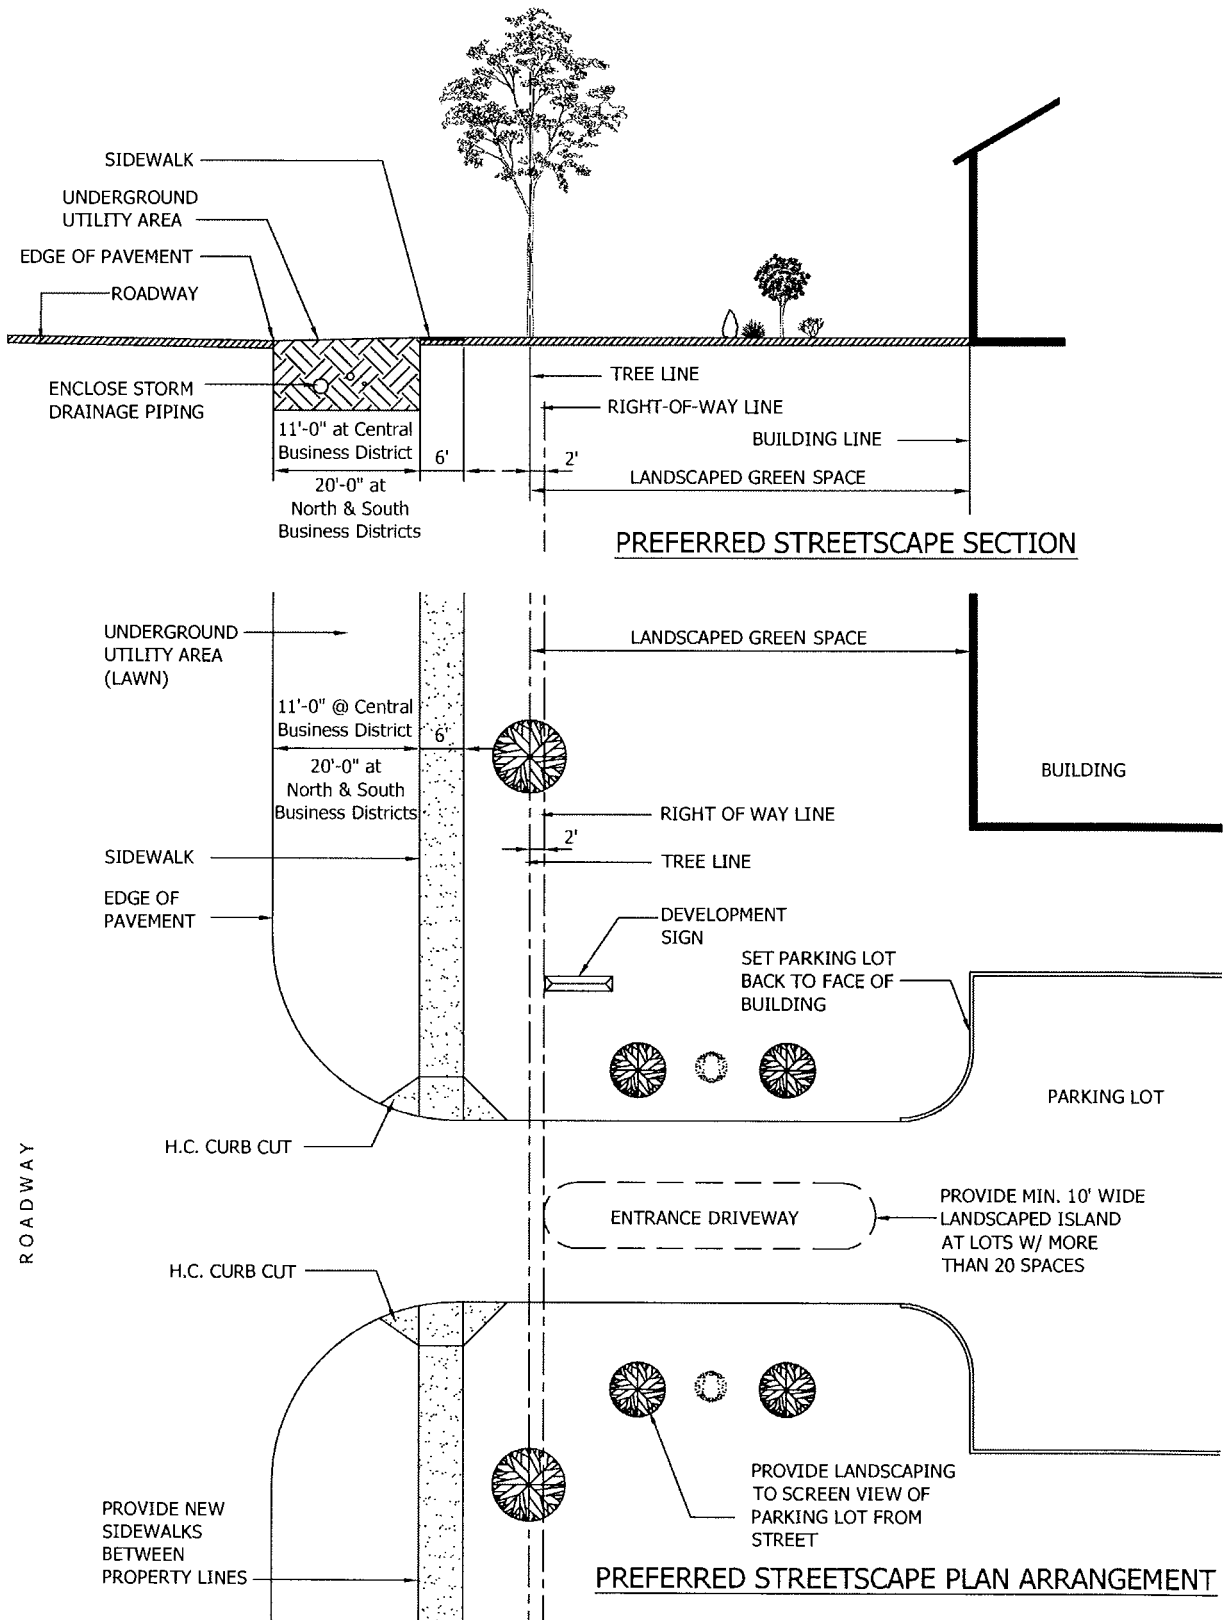 SIDEWALK
UNDERGROUND
UTILITY AREA
EDGE OF PAVEMENT
ROADWAY
ENCLOSE STORM
DRAINAGE PIPING
11'-0" at Central
Business District
20'-0" at
North & South
Business Districts
6'
2'
TREE LINE
RIGHT-OF-WAY LINE
BUILDING LINE
LANDSCAPED GREEN SPACE
PREFERRED STREETSCAPE SECTION
UNDERGROUND
UTILITY AREA
(LAWN)
LANDSCAPED GREEN SPACE
11'-0" @ Central
Business District
6'
20'-0" at
North & South
Business Districts
BUILDING
RIGHT OF WAY LINE
2'
TREE LINE
SIDEWALK
EDGE OF
PAVEMENT
DEVELOPMENT
SIGN
SET PARKING LOT
BACK TO FACE OF
BUILDING
PARKING LOT
H.C. CURB CUT
ROADWAY
ENTRANCE DRIVEWAY
PROVIDE MIN. 10' WIDE
LANDSCAPED ISLAND
AT LOTS W/ MORE
THAN 20 SPACES
H.C. CURB CUT
PROVIDE LANDSCAPING
TO SCREEN VIEW OF
PARKING LOT FROM
STREET
PROVIDE NEW
SIDEWALKS
BETWEEN
PROPERTY LINES
PREFERRED STREETSCAPE PLAN ARRANGEMENT